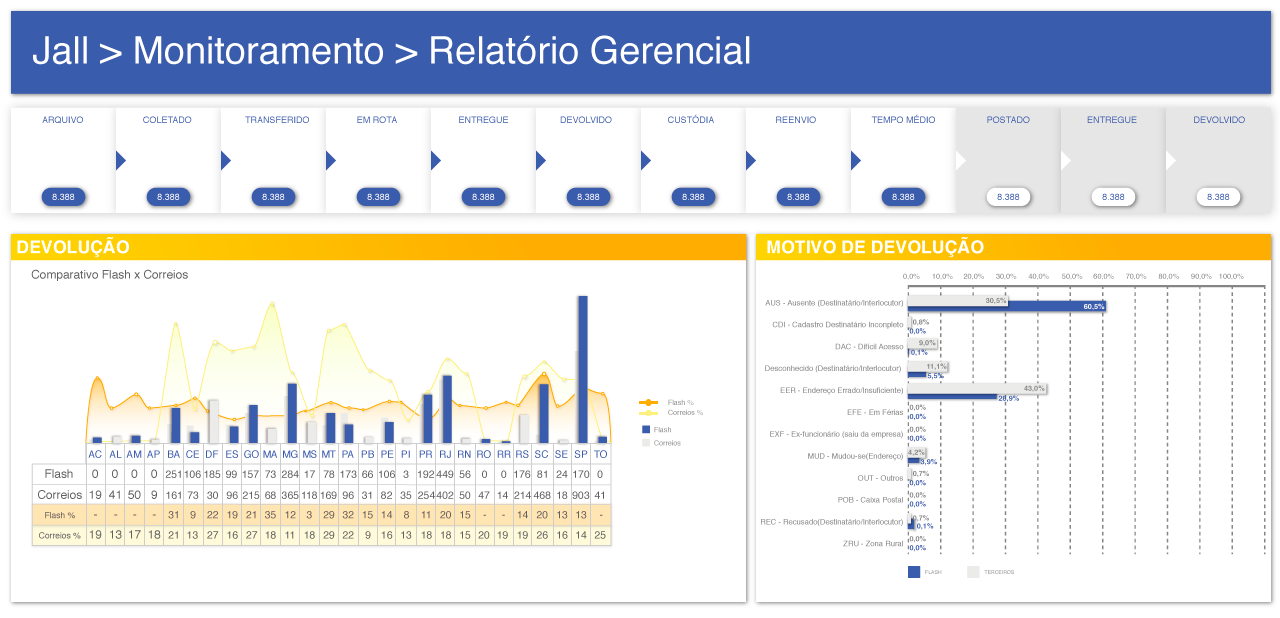 Jall > Monitoramento > Relatório Gerencial
ARQUIVO COLETADO TRANSFERIDO EM ROTA ENTREGUE DEVOLVIDO CUSTÓDIA REENVIO TEMPO MÉDIO POSTADO ENTREGUE DEVOLVIDO
8.388 8.388 8.388 8.388 8.388 8.388 8.388 8.388 8.388 8.388 8.388 8.388
DEVOLUÇÃO
Comparativo Flash x Correios
Flash %
Correios %
Flash
Correios
AC AL AM AP BA CE DF ES GO MA MG MS MT PA PB PE PI PR RJ RN RO RR RS SC SE SP TO
Flash 0 0 0 0 251 106 185 99 157 73 284 17 78 173 66 106 3 192 449 56 0 0 176 81 24 170 0
Correios 19 41 50 9 161 73 30 96 215 68 365 118 169 96 31 82 35 254 402 50 47 14 214 468 18 903 41
Flash % - - - - 31 9 22 19 21 35 12 3 29 32 15 14 8 11 20 15 - - 14 20 13 13 -
Correios % 19 13 17 18 21 13 27 16 27 18 11 18 29 22 9 16 13 18 18 15 20 19 19 26 16 14 25
MOTIVO DE DEVOLUÇÃO
0,0% 10,0% 20,0% 30,0% 40,0% 50,0% 60,0% 70,0% 80,0% 90,0% 100,0%
AUS - Ausente (Destinatário/Interlocutor) 30,5%
60,5%
CDI - Cadastro Destinatário Inconpleto 0,8%
0,0%
DAC - Difícil Acesso 9,0%
0,1%
Desconhecido (Destinatário/Interlocutor) 11,1%
5,5%
EER - Endereço Errado/Insuficiente) 43,0%
28,9%
EFE - Em Férias 0,0%
0,0%
EXF - Ex-funcionário (saiu da empresa) 0,0%
0,0%
MUD - Mudou-se(Endereço) 4,2%
3,9%
OUT - Outros 0,7%
0,0%
POB - Caixa Postal 0,0%
0,0%
REC - Recusado(Destinatário/Interlocutor) 0,7%
0,1%
ZRU - Zona Rural 0,0%
0,0%
FLASH TERCEIROS